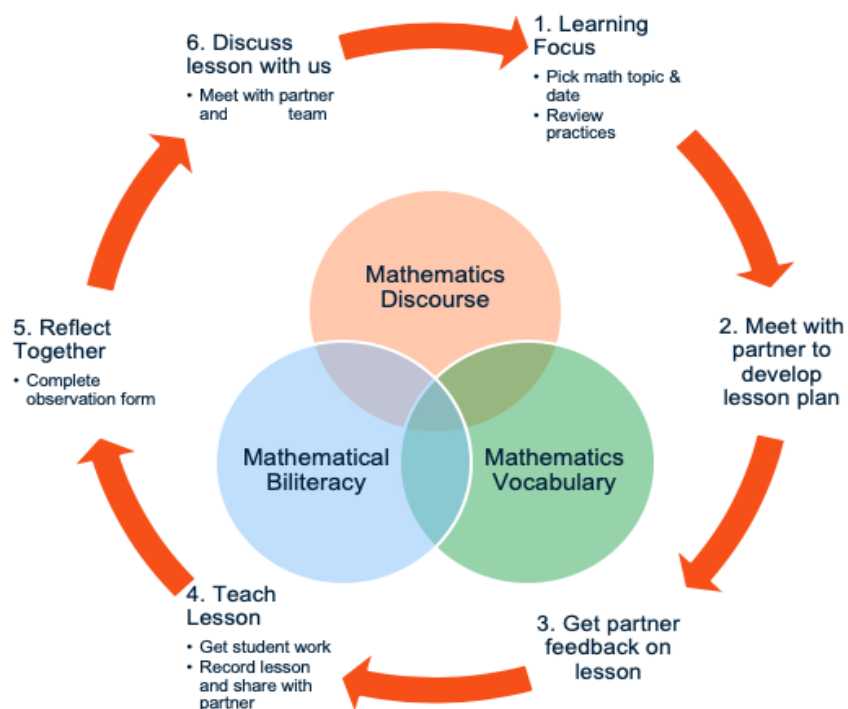 1. Learning
Focus
• Pick math topic &
date
• Review
practices
2. Meet with
partner to
develop
lesson plan
3. Get partner
feedback on
lesson
4. Teach
Lesson
• Get student work
• Record lesson
and share with
partner
5. Reflect
Together
• Complete
observation form
6. Discuss
lesson with us
• Meet with partner
and team
Mathematics
Discourse
Mathematical
Biliteracy
Mathematics
Vocabulary